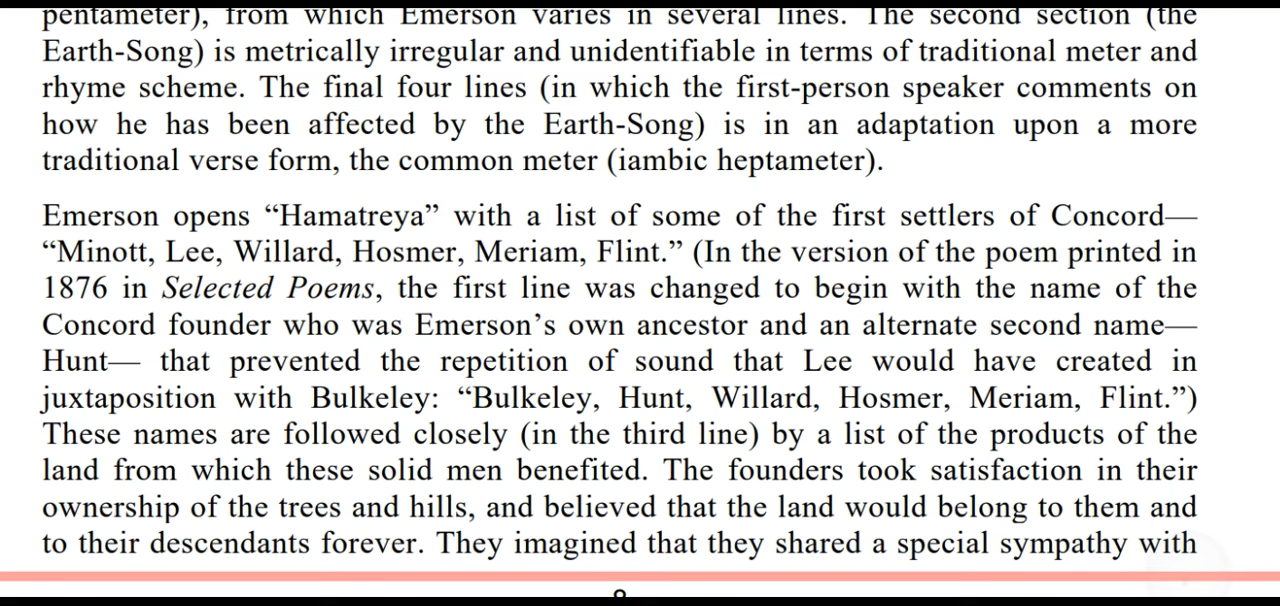 pentameter), from which Emerson varies in several lines. The second section (the
Earth-Song) is metrically irregular and unidentifiable in terms of traditional meter and
rhyme scheme. The final four lines (in which the first-person speaker comments on
how he has been affected by the Earth-Song) is in an adaptation upon a more
traditional verse form, the common meter (iambic heptameter).
Emerson opens “Hamatreya” with a list of some of the first settlers of Concord—
“Minott, Lee, Willard, Hosmer, Meriam, Flint.” (In the version of the poem printed in
1876 in Selected Poems, the first line was changed to begin with the name of the
Concord founder who was Emerson’s own ancestor and an alternate second name—
Hunt— that prevented the repetition of sound that Lee would have created in
juxtaposition with Bulkeley: “Bulkeley, Hunt, Willard, Hosmer, Meriam, Flint.”)
These names are followed closely (in the third line) by a list of the products of the
land from which these solid men benefited. The founders took satisfaction in their
ownership of the trees and hills, and believed that the land would belong to them and
to their descendants forever. They imagined that they shared a special sympathy with